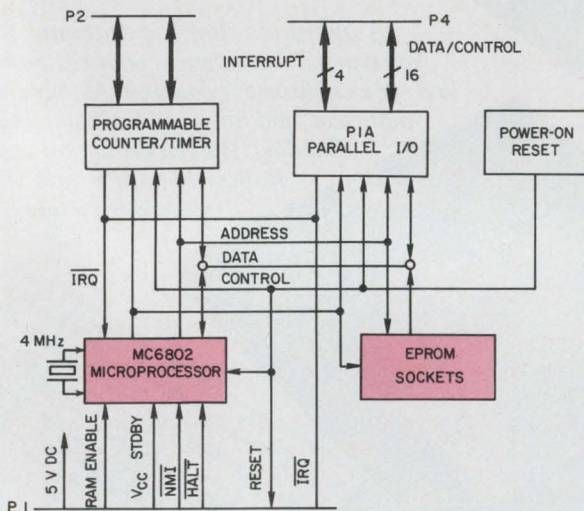 P2
P4
INTERRUPT
DATA/CONTROL
4
16
PROGRAMMABLE
COUNTER/TIMER
PIA
PARALLEL I/O
POWER-ON
RESET
ADDRESS
DATA
CONTROL
IRQ
4 MHz
MC6802
MICROPROCESSOR
EPROM
SOCKETS
5 V DC
RAM ENABLE
VCC STDBY
NMI
HALT
RESET
IRQ
P1